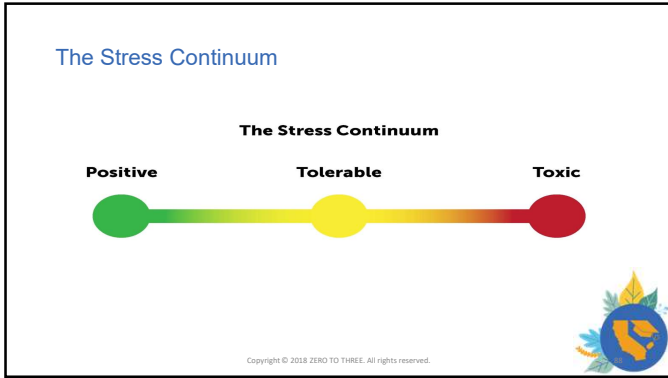 The Stress Continuum
The Stress Continuum
Positive Tolerable Toxic
Copyright © 2018 ZERO TO THREE. All rights reserved.